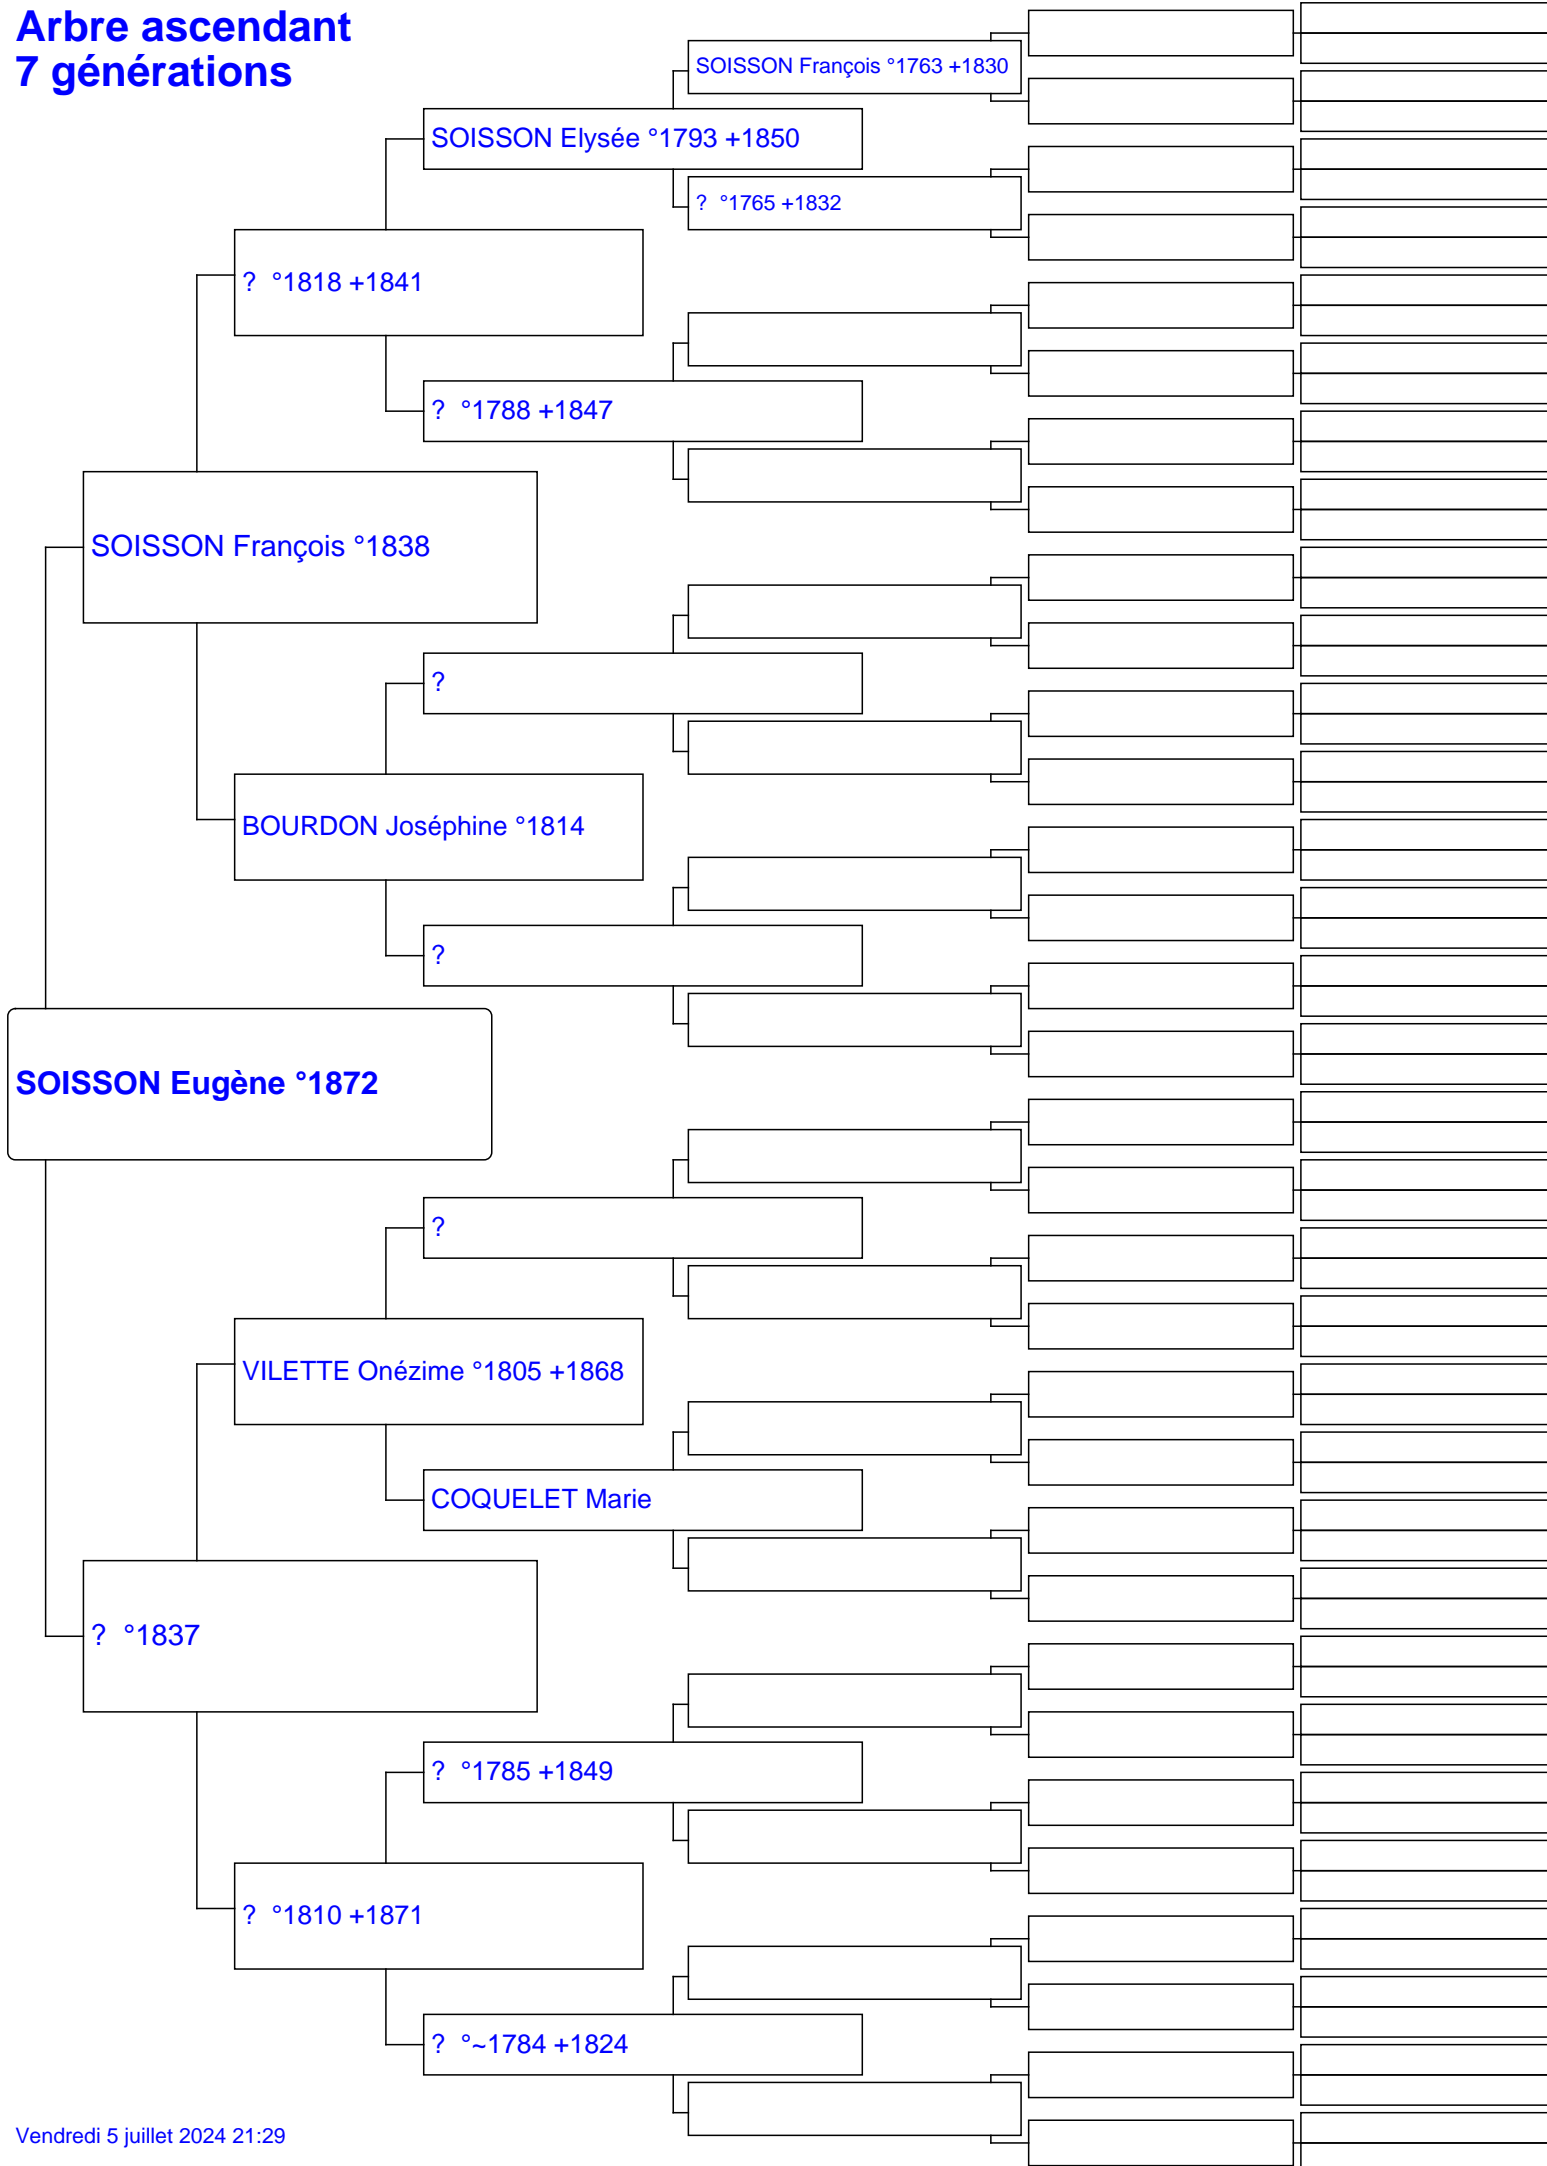 Arbre ascendant
7 générations
SOISSON François °1763 +1830
SOISSON Elysée °1793 +1850
? °1765 +1832
? °1818 +1841
? °1788 +1847
SOISSON François °1838
?
BOURDON Joséphine °1814
?
SOISSON Eugène °1872
?
VILETTE Onézime °1805 +1868
COQUELET Marie
? °1837
? °1785 +1849
? °1810 +1871
? °~1784 +1824
Vendredi 5 juillet 2024 21:29